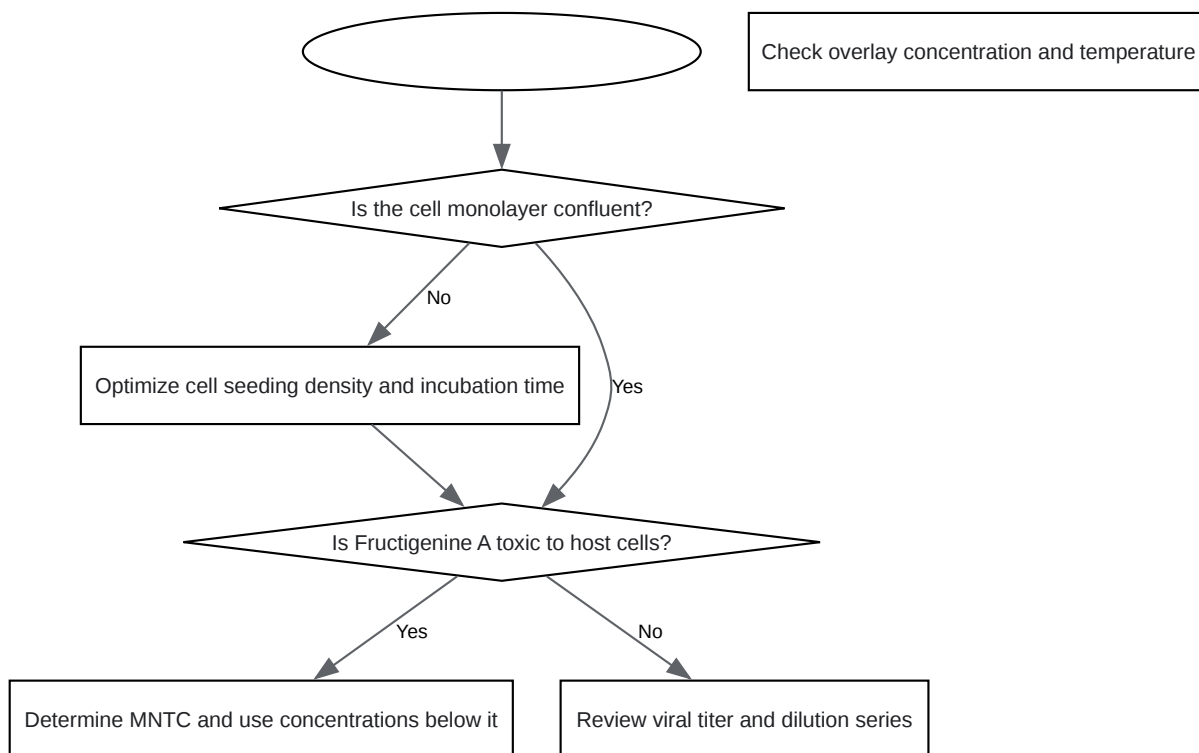 Check overlay concentration and temperature
Is the cell monolayer confluent?
No
Optimize cell seeding density and incubation time
Yes
Is Fructigenine A toxic to host cells?
Yes
No
Determine MNTC and use concentrations below it
Review viral titer and dilution series